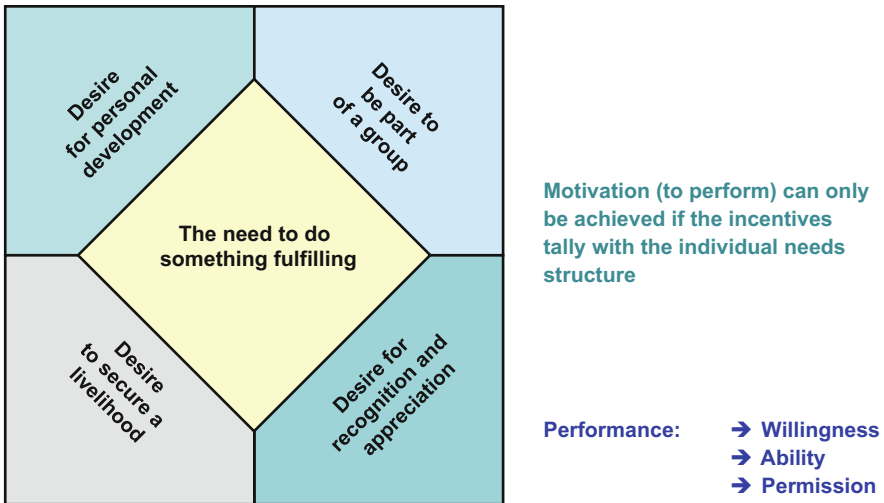 Desire
for personal
development
Desire to
be part
of a group
The need to do
something fulfilling
Desire
to secure a
livelihood
Desire for
recognition and
appreciation
Motivation (to perform) can only
be achieved if the incentives
tally with the individual needs
structure
Performance: ➔ Willingness
➔ Ability
➔ Permission